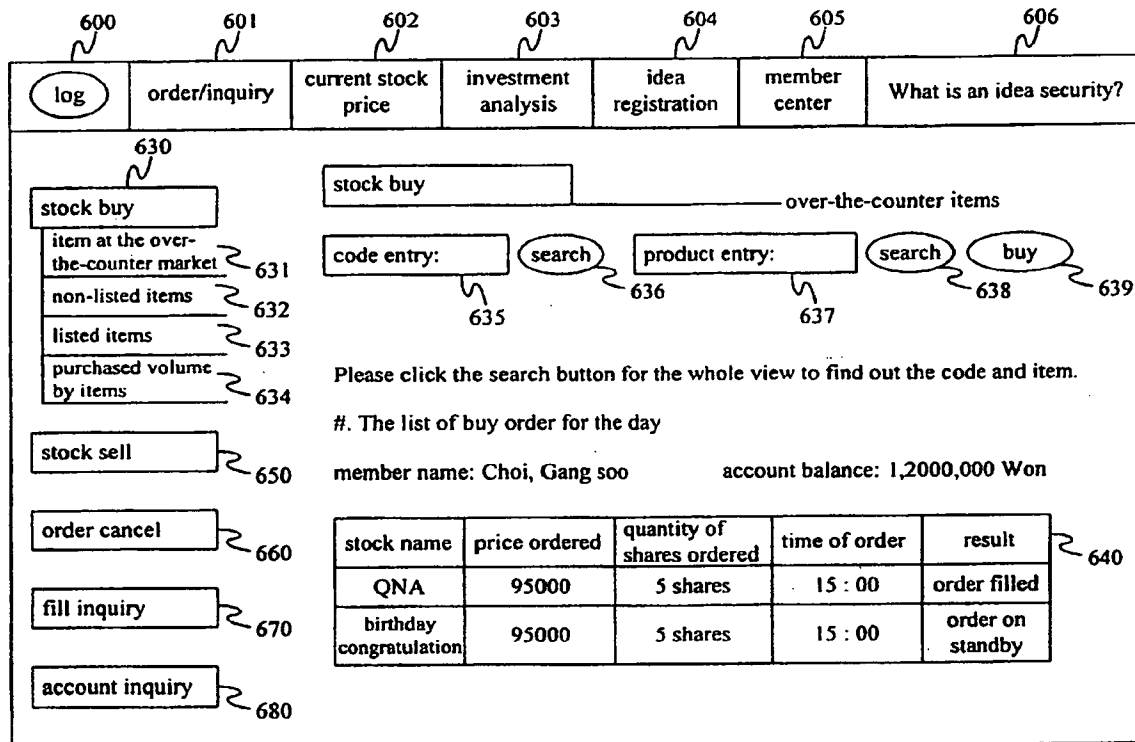 600 601 602 603 604 605 606
log order/inquiry current stock price investment analysis idea registration member center What is an idea security?
630
stock buy
item at the over-
the-counter market 631
non-listed items 632
listed items 633
purchased volume
by items 634
stock sell 650
order cancel 660
fill inquiry 670
account inquiry 680
stock buy
over-the-counter items
code entry: search product entry: search buy
635 636 637 638 639
Please click the search button for the whole view to find out the code and item.
#. The list of buy order for the day
member name: Choi, Gang soo account balance: 1,2000,000 Won
stock name price ordered quantity of shares ordered time of order result 640
QNA 95000 5 shares 15 : 00 order filled
birthday congratulation 95000 5 shares 15 : 00 order on standby